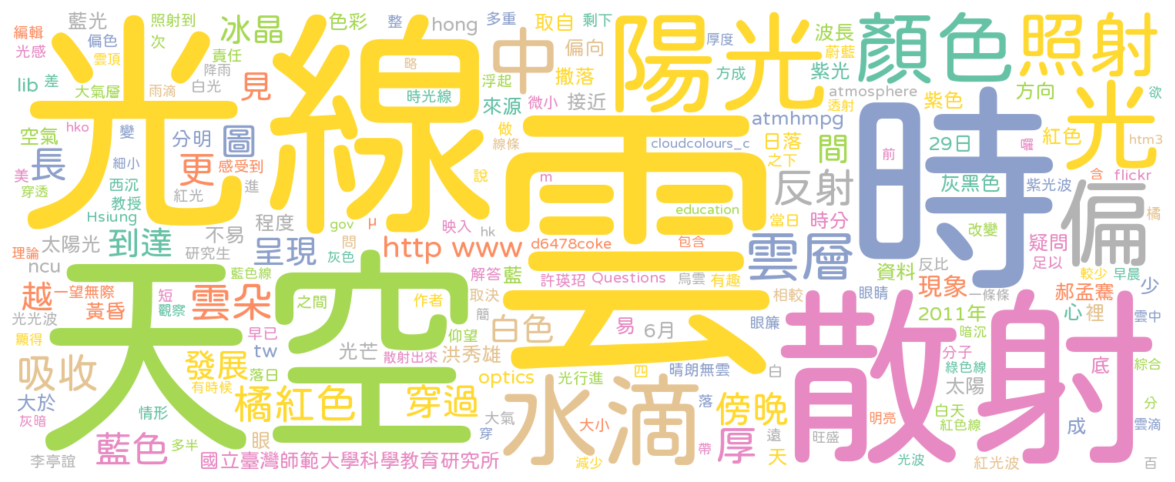 光線
雲
天空
時
散射
陽光
光
偏
水滴
中
顏色
照射
反射
雲層
雲朵
橘紅色
吸收
穿過
傍晚
厚
藍色
發展
白色
呈現
到達
更
越
長
圖
見
冰晶
間
現象
http www
國立臺灣師範大學科學教育研究所
編輯
光感
偏色
雲頂
藍光
照射到
次
責任
色彩
整
hong
多重
取自
剩下
偏向
撒落
厚度
方成
波長
蔚藍
紫光
透射
方向
欲
lib
差
大氣層
降雨
雨滴
白光
略
時光線
浮起
來源
微小
接近
atmosphere
紫色
空氣
hko
變
分明
做
線條
atmhmpg
cloudcolours_c
日落
之下
29日
紅色
htm3
美
穿透
細小
感受到
說
前
囉
含
flickr
西沉
教授
紅光
進
m
灰黑色
紫光波
Hsiung
程度
gov
μ
映入
hk
education
當日
時分
改變
橘
理論
太陽光
不易
研究生
問
灰色
d6478coke
包含
疑問
足以
ncu
藍色線
解答
藍
許瑛玿
Questions
烏雲
有趣
資料
反比
較少
早晨
少
一望無際
短
觀察
之間
作者
取決
簡
相較
眼睛
一條條
郝孟騫
黃昏
光光波
顯得
早已
仰望
易
6月
眼簾
2011年
心
裡
雲中
tw
光芒
散射出來
洪秀雄
暗沉
分子
綠色線
落日
有時候
optics
光行進
四
晴朗無雲
白
太陽
底
綜合
大於
灰暗
情形
多半
眼
大氣
穿
大小
減少
落
帶
遠
天
旺盛
明亮
光波
白天
紅色線
紅光波
成
分
雲滴
百
李亭誼